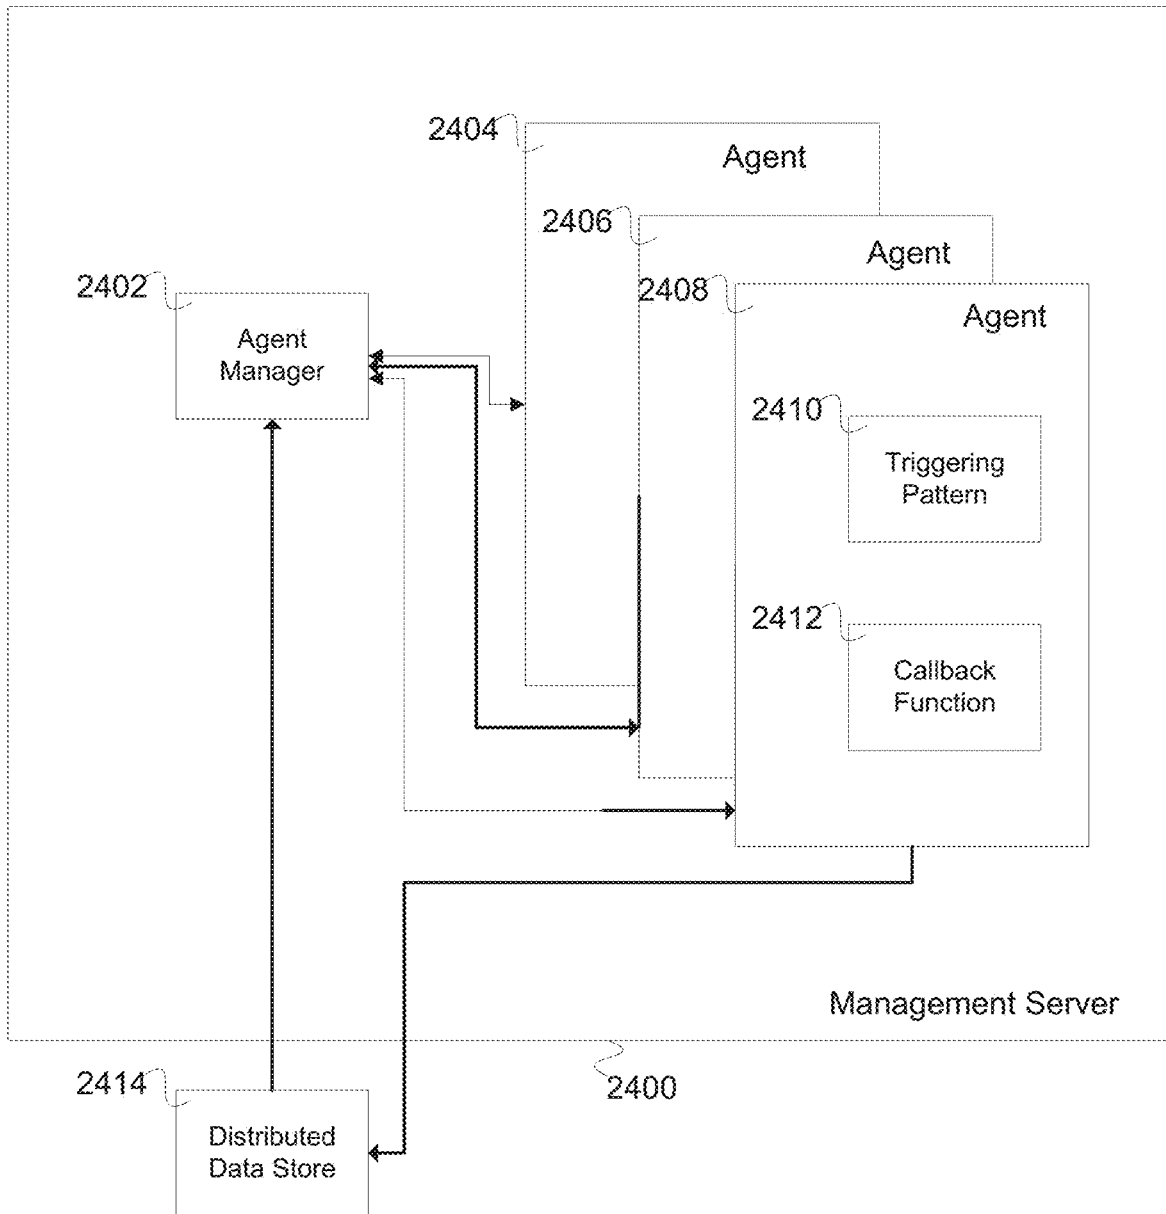 2404
Agent
2406
Agent
2402
2408
Agent
Agent
Manager
2410
Triggering
Pattern
2412
Callback
Function
Management Server
2414
2400
Distributed
Data Store